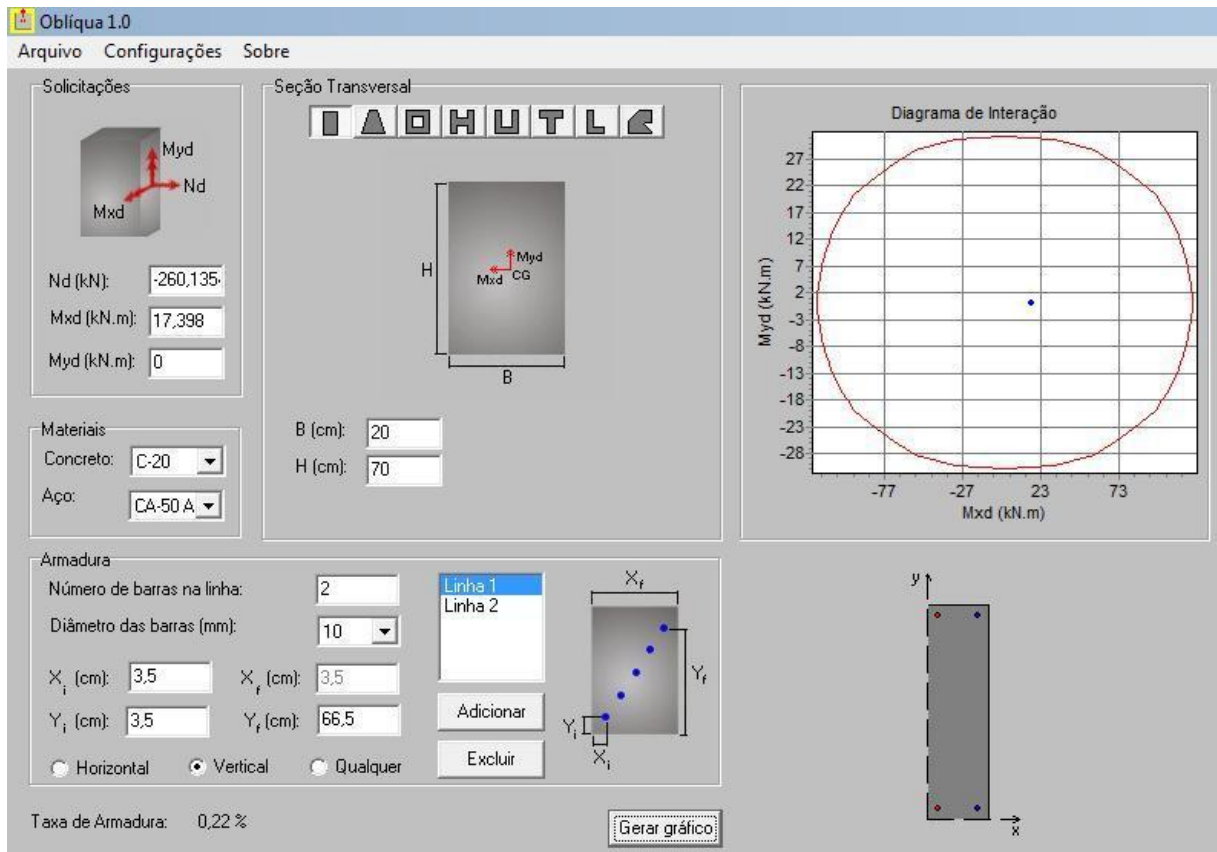 Oblíqua 1.0
Arquivo Configurações Sobre
Solicitações
Myd
Nd
Mxd
Nd (kN): -260,135
Mxd (kN.m): 17,398
Myd (kN.m): 0
Materiais
Concreto: C-20
Aço: CA-50 A
Seção Transversal
H
Myd
Mxd CG
B
B (cm): 20
H (cm): 70
Diagrama de Interação
Myd (kN.m)
27
22
17
12
7
2
-3
-8
-13
-18
-23
-28
-77 -27 23 73
Mxd (kN.m)
Armadura
Número de barras na linha: 2
Diâmetro das barras (mm): 10
Xi (cm): 3,5 Xf (cm): 3,5
Yi (cm): 3,5 Yf (cm): 66,5
Horizontal Vertical Qualquer
Linha 1
Linha 2
Adicionar
Excluir
Xf
Yf
Yi
Xi
Taxa de Armadura: 0,22 %
Gerar gráfico
y
x